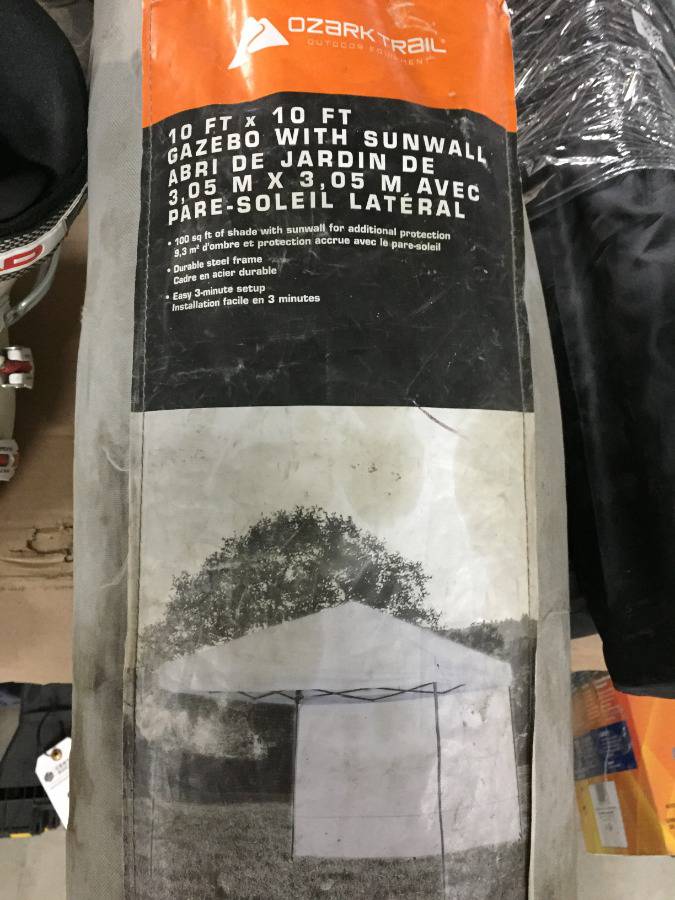 OZARK TRAIL
OUTDOOR EQUIPMENT
10 FT x 10 FT
GAZEBO WITH SUNWALL
ABRI DE JARDIN DE
3,05 M X 3,05 M AVEC
PARE-SOLEIL LATÉRAL
• 100 sq ft of shade with sunwall for additional protection
9,3 m² d'ombre et protection accrue avec le pare-soleil
• Durable steel frame
Cadre en acier durable
• Easy 3-minute setup
Installation facile en 3 minutes